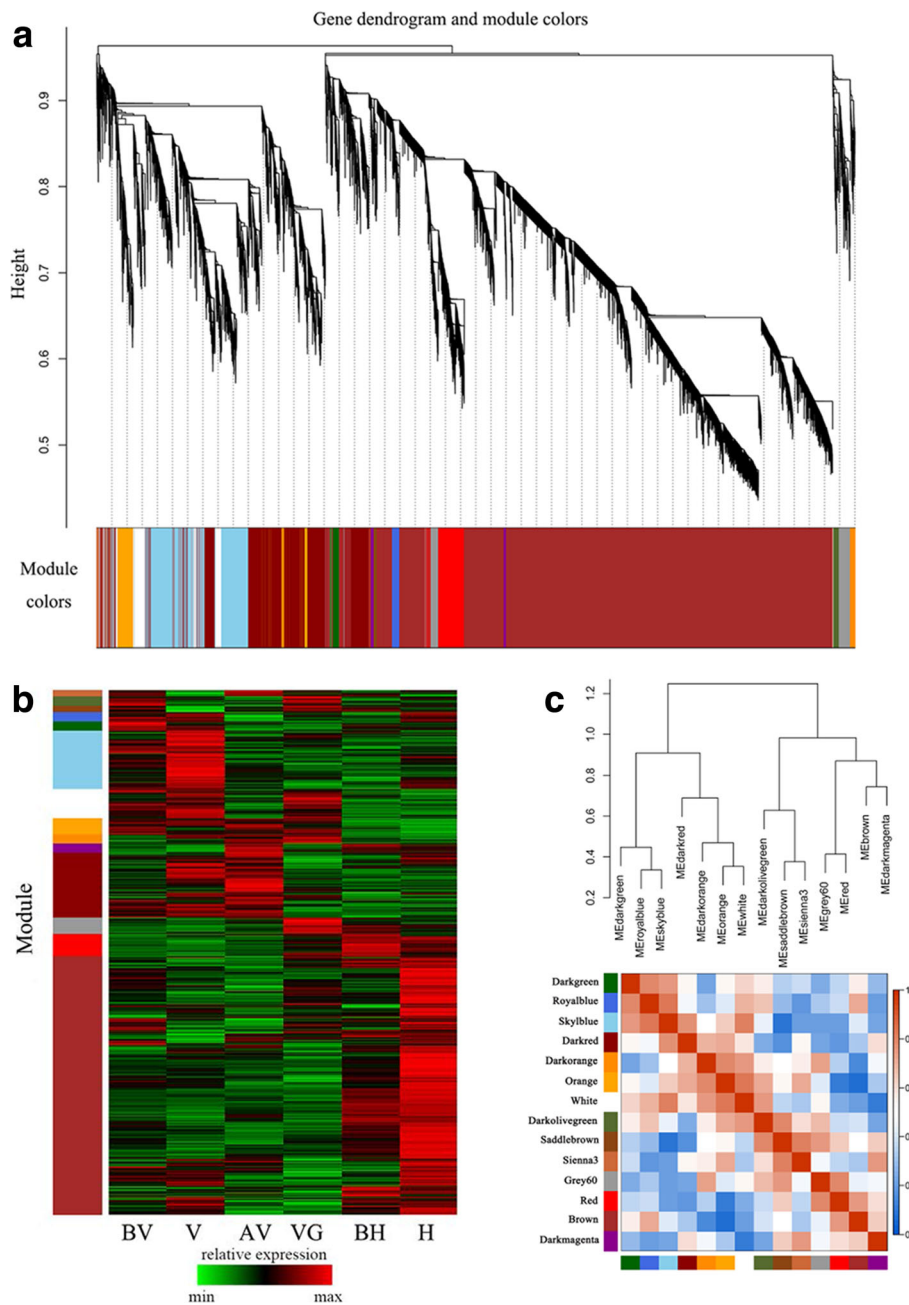 a
Gene dendrogram and module colors
Height
0.9
0.8
0.7
0.6
0.5
Module
colors
b
Module
BV V AV VG BH H
relative expression
min max
c
1.2
1.0
0.8
0.6
0.4
0.2
MEdarkgreen
MEroyalblue
MEskyblue
MEdarkred
MEdarkorange
MEorange
MEwhite
MEdarkolivegreen
MEsaddlebrown
MEsienna3
MEgrey60
MEred
MEbrown
MEdarkmagenta
Darkgreen
Royalblue
Skylblue
Darkred
Darkorange
Orange
White
Darkolivegreen
Saddlebrown
Sienna3
Grey60
Red
Brown
Darkmagenta